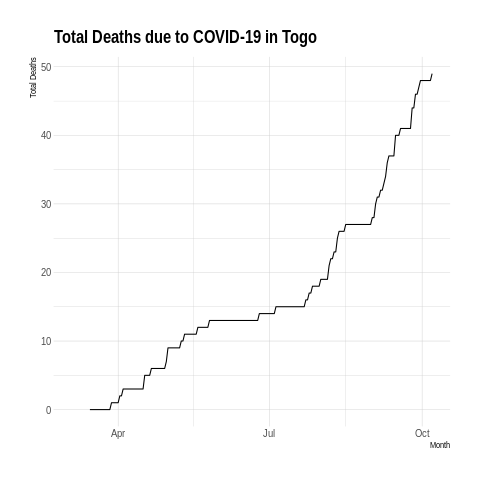 Total Deaths due to COVID-19 in Togo
Total Deaths
50
40
30
20
10
0
Apr
Jul
Oct
Month